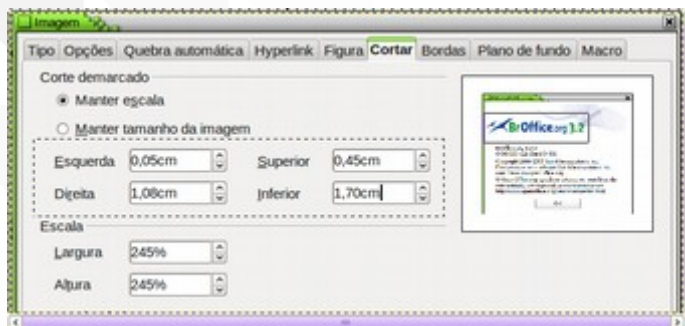 Imagem
Tipo Opções Quebra automática Hyperlink Figura Cortar Bordas Plano de fundo Macro
Corte demarcado
Manter escala
Manter tamanho da imagem
Esquerda 0,05cm Superior 0,45cm
Direita 1,08cm Inferior 1,70cm
Escala
Largura 245%
Altura 245%
BrOffice.org 3.2